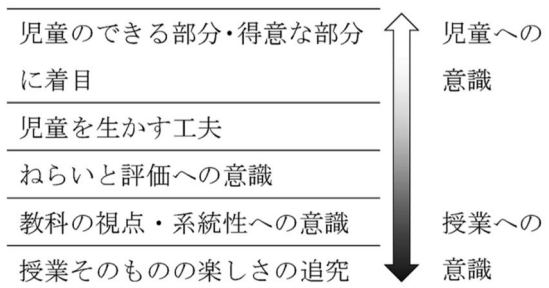 児童のできる部分・得意な部分
に着目
児童を生かす工夫
ねらいと評価への意識
教科の視点・系統性への意識
授業そのものの楽しさの追究
児童への
意識
授業への
意識